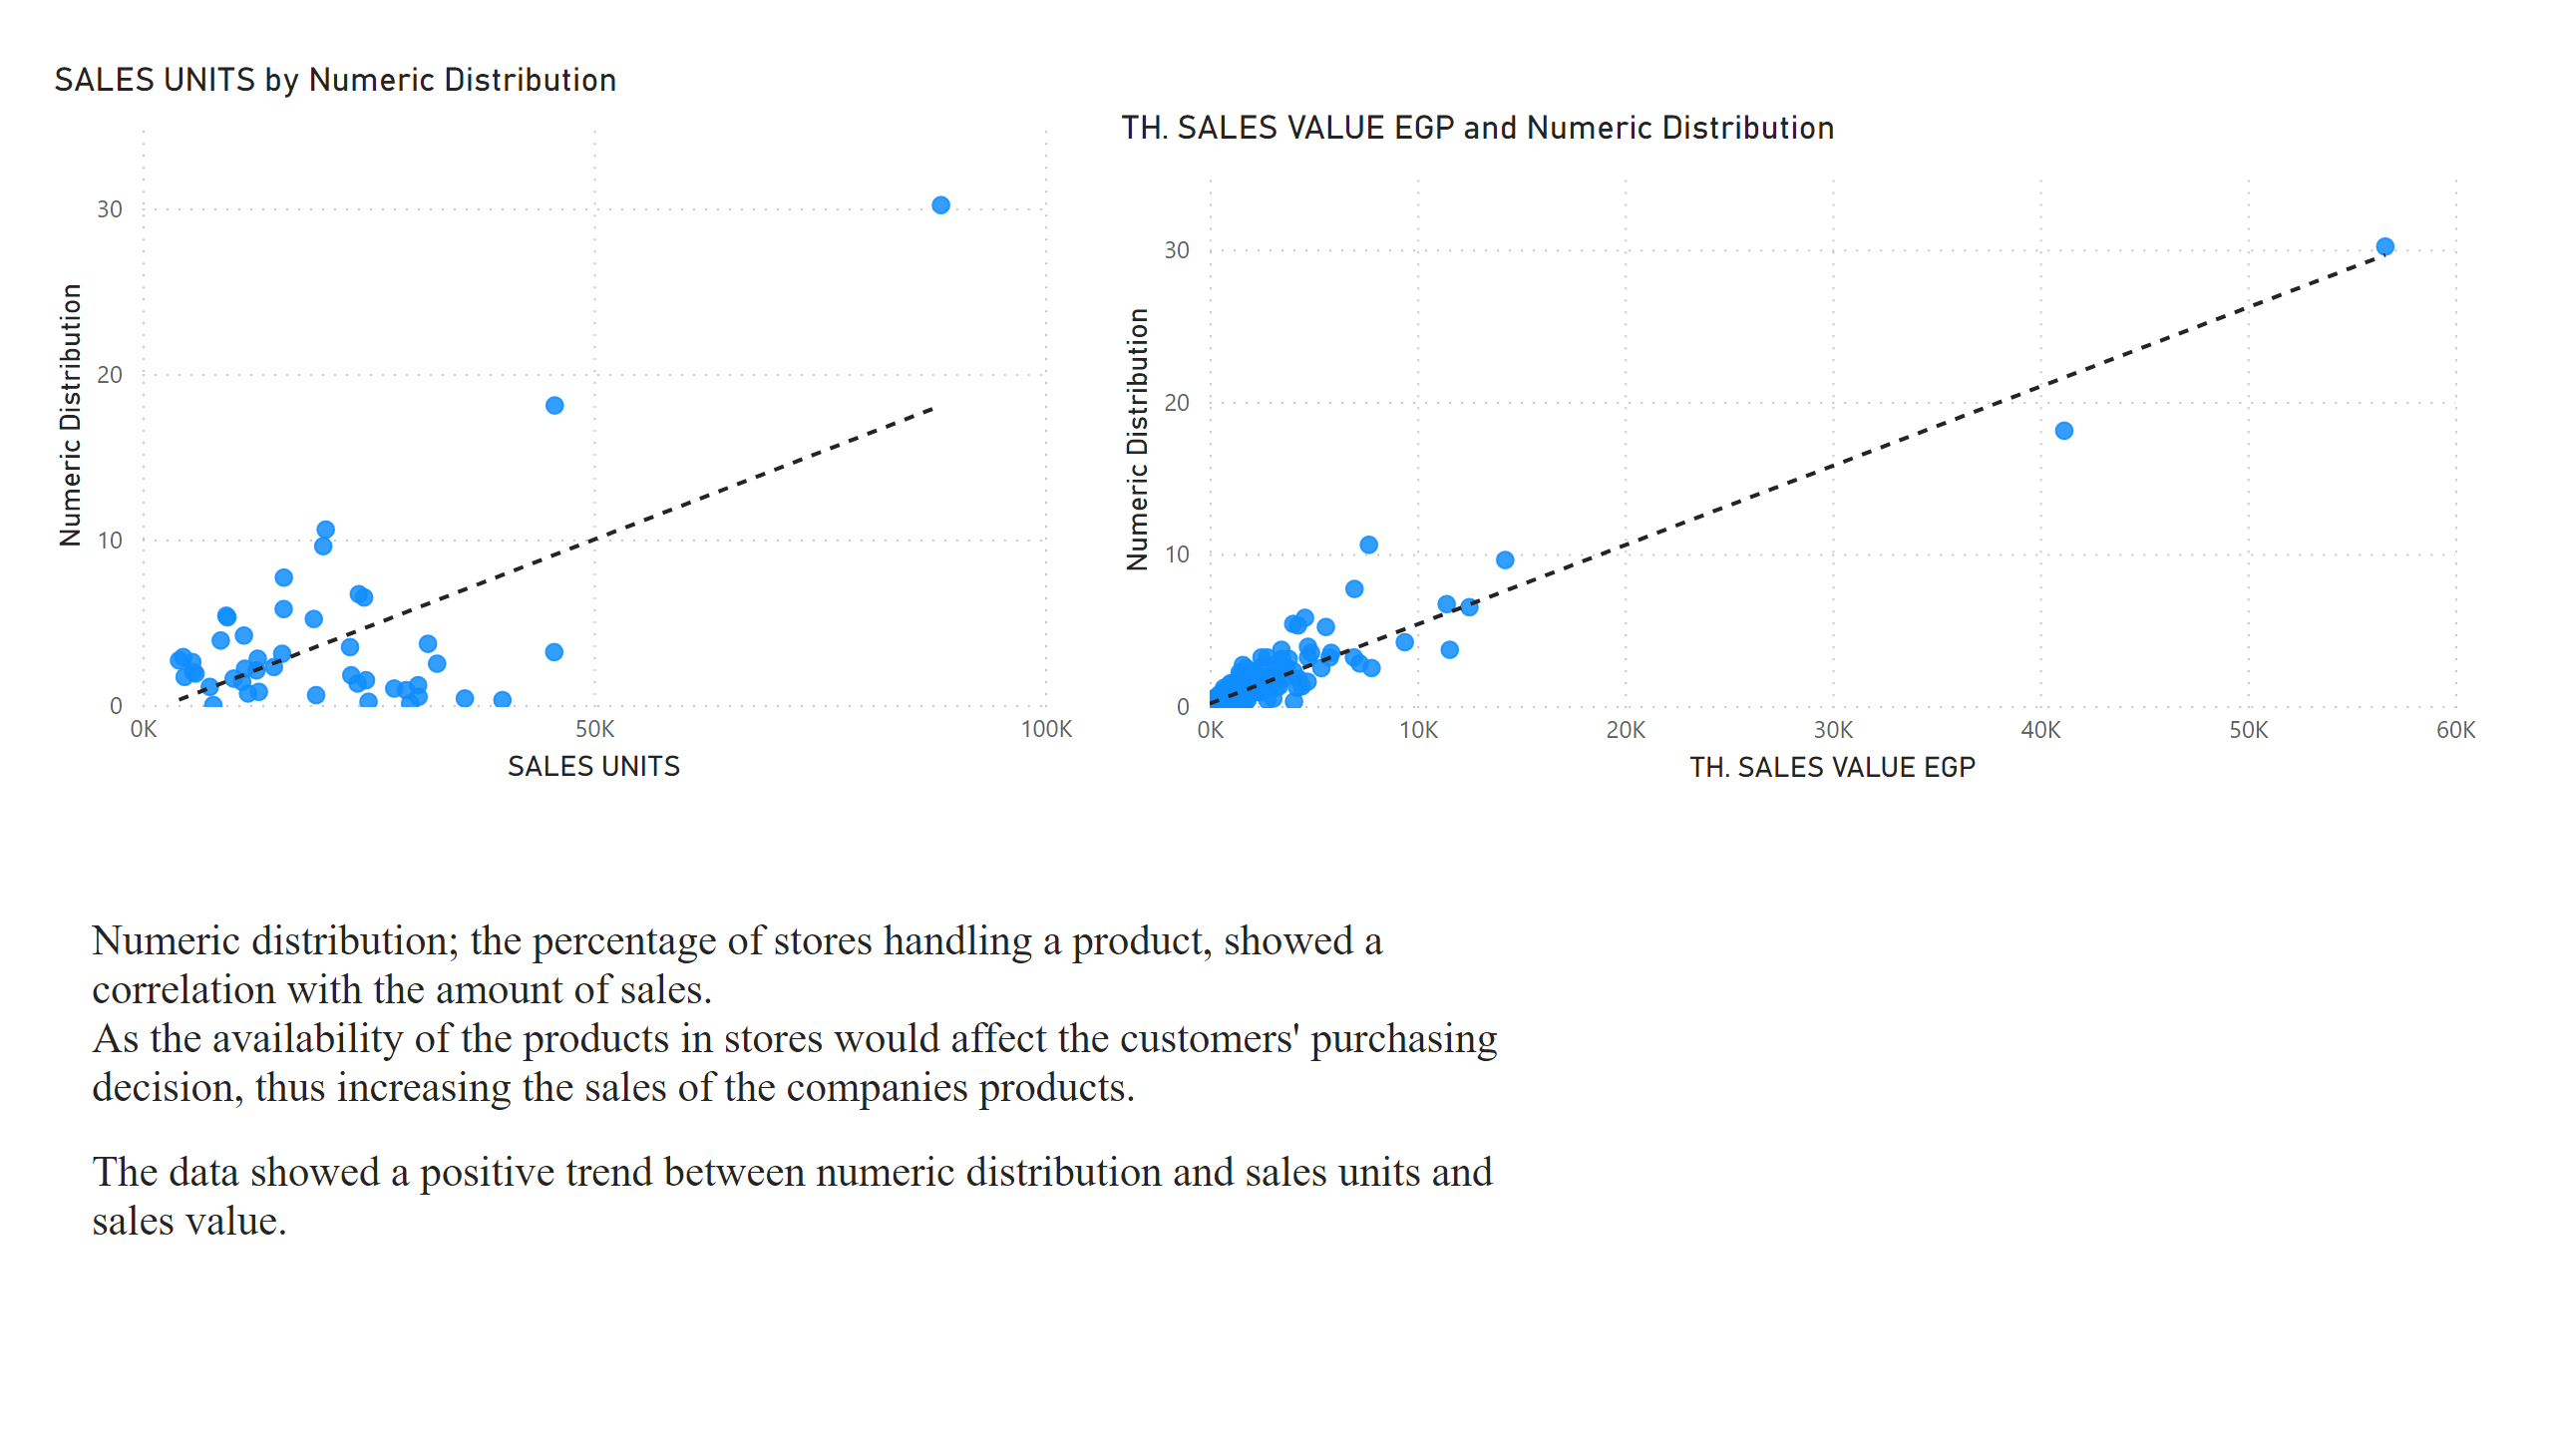 SALES UNITS by Numeric Distribution
30
20
10
0
Numeric Distribution
0K 50K 100K
SALES UNITS
TH. SALES VALUE EGP and Numeric Distribution
30
20
10
0
Numeric Distribution
0K 10K 20K 30K 40K 50K 60K
TH. SALES VALUE EGP
Numeric distribution; the percentage of stores handling a product, showed a
correlation with the amount of sales.
As the availability of the products in stores would affect the customers' purchasing
decision, thus increasing the sales of the companies products.
The data showed a positive trend between numeric distribution and sales units and
sales value.